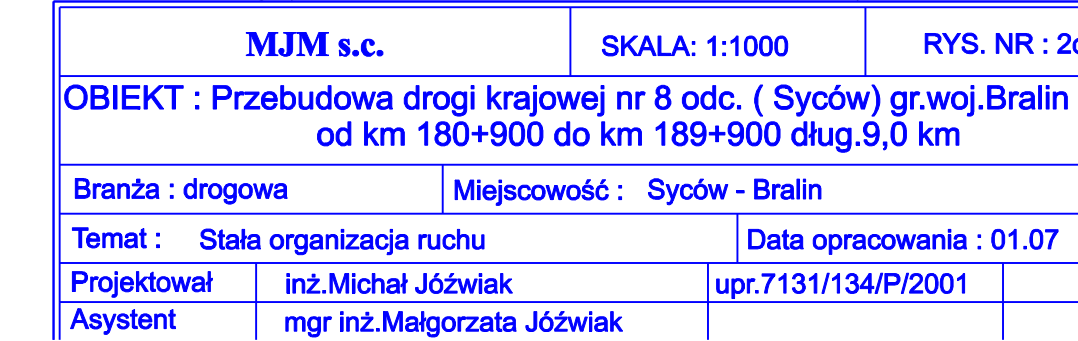 MJM s.c. SKALA: 1:1000 RYS. NR :
OBIEKT : Przebudowa drogi krajowej nr 8 odc. ( Syców) gr.woj.Bralin
od km 180+900 do km 189+900 dług.9,0 km
Branża : drogowa Miejscowość : Syców - Bralin
Temat : Stała organizacja ruchu Data opracowania : 01.07
Projektował inż.Michał Jóźwiak upr.7131/134/P/2001
Asystent mgr inż.Małgorzata Jóźwiak